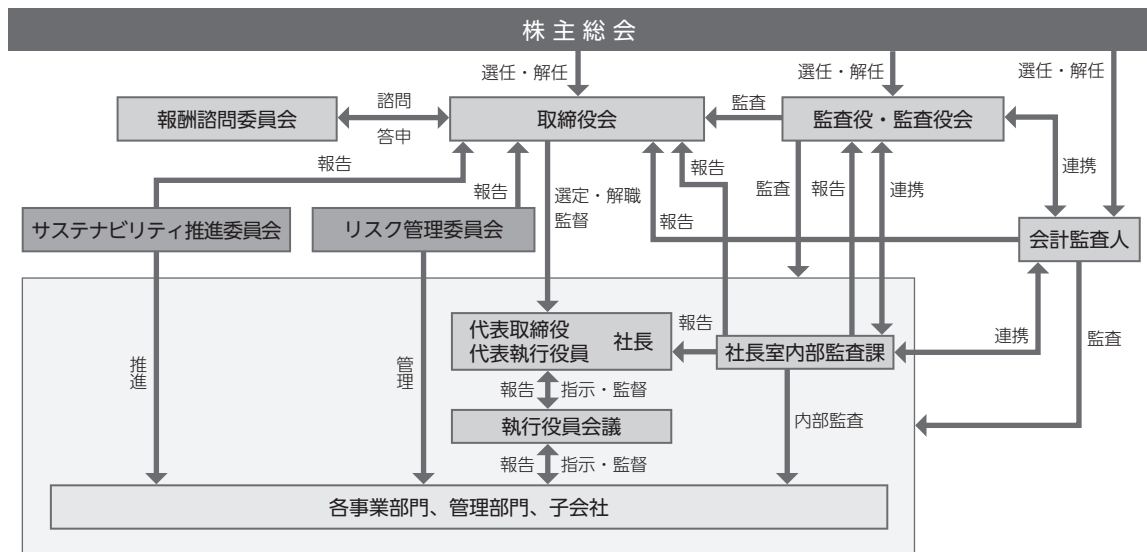 株主総会
選任・解任
選任・解任
選任・解任
報酬諮問委員会
諮問
答申
取締役会
監査
監査役・監査役会
報告
報告
選定・解職
監督
報告
報告
監査
報告
連携
連携
サステナビリティ推進委員会
リスク管理委員会
会計監査人
代表取締役
代表執行役員
社長
報告
社長室内部監査課
連携
監査
推進
管理
報告
指示・監督
執行役員会議
内部監査
報告
指示・監督
各事業部門、管理部門、子会社